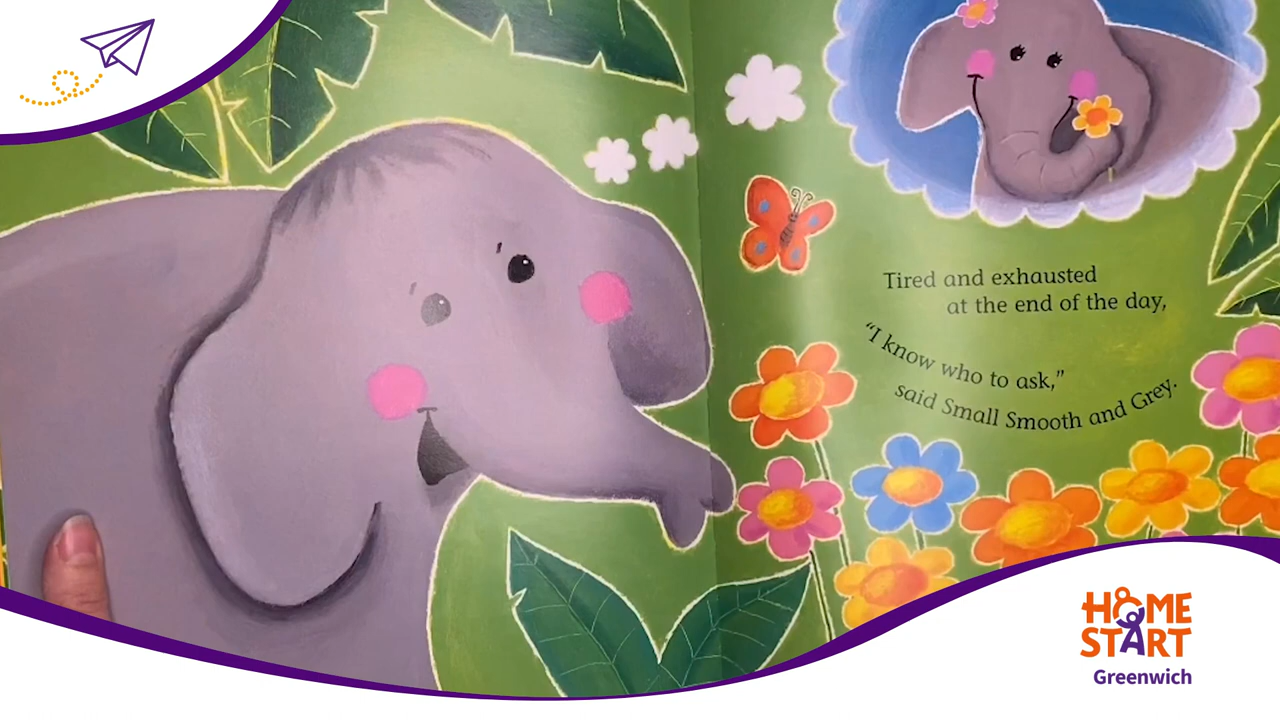 Tired and exhausted
at the end of the day,
“I know who to ask,”
said Small Smooth and Grey.
HOME
START
Greenwich